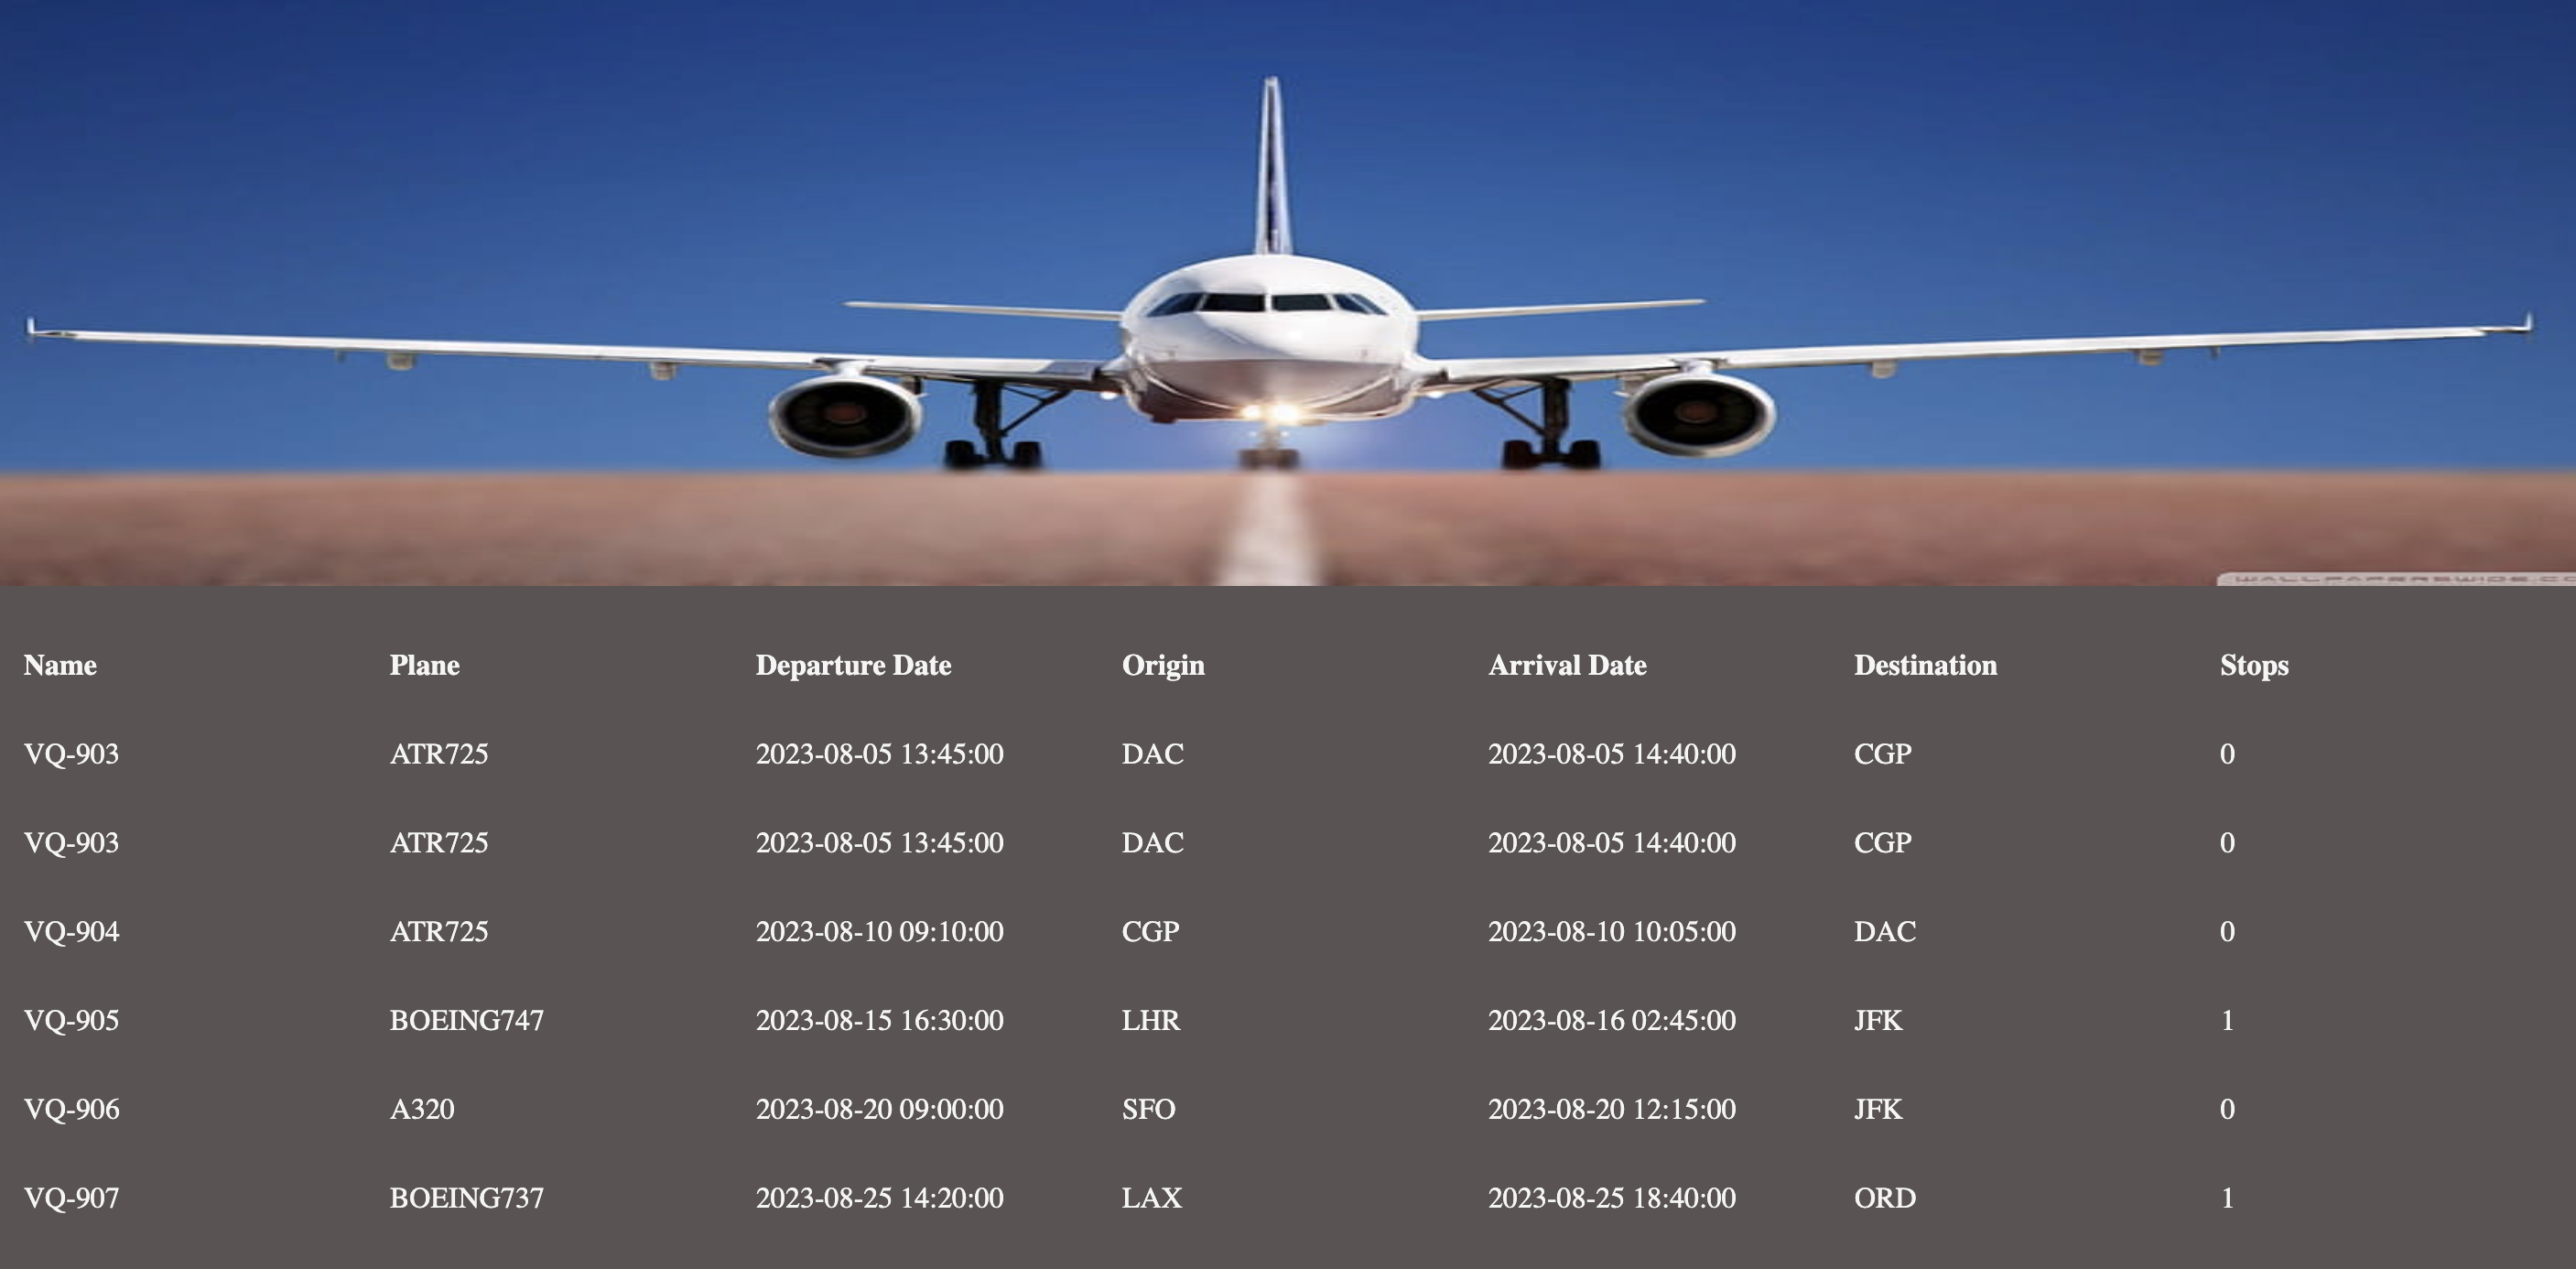 WALLPAPERSWIDE.CO
Name Plane Departure Date Origin Arrival Date Destination Stops
VQ-903 ATR725 2023-08-05 13:45:00 DAC 2023-08-05 14:40:00 CGP 0
VQ-903 ATR725 2023-08-05 13:45:00 DAC 2023-08-05 14:40:00 CGP 0
VQ-904 ATR725 2023-08-10 09:10:00 CGP 2023-08-10 10:05:00 DAC 0
VQ-905 BOEING747 2023-08-15 16:30:00 LHR 2023-08-16 02:45:00 JFK 1
VQ-906 A320 2023-08-20 09:00:00 SFO 2023-08-20 12:15:00 JFK 0
VQ-907 BOEING737 2023-08-25 14:20:00 LAX 2023-08-25 18:40:00 ORD 1